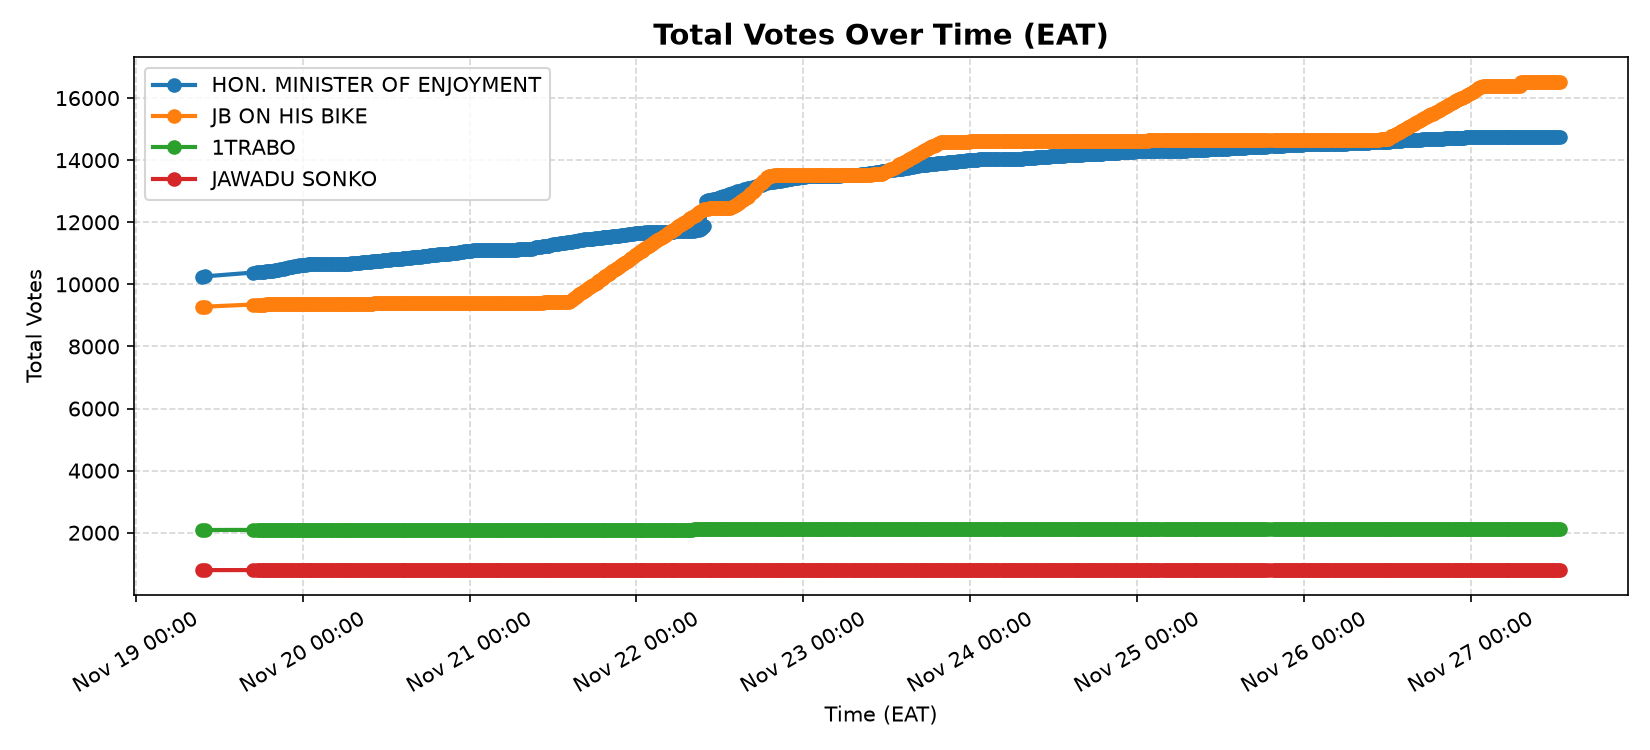 Total Votes Over Time (EAT)
HON. MINISTER OF ENJOYMENT
JB ON HIS BIKE
1TRABO
JAWADU SONKO
Total Votes
16000
14000
12000
10000
8000
6000
4000
2000
Nov 19 00:00
Nov 20 00:00
Nov 21 00:00
Nov 22 00:00
Nov 23 00:00
Nov 24 00:00
Nov 25 00:00
Nov 26 00:00
Nov 27 00:00
Time (EAT)